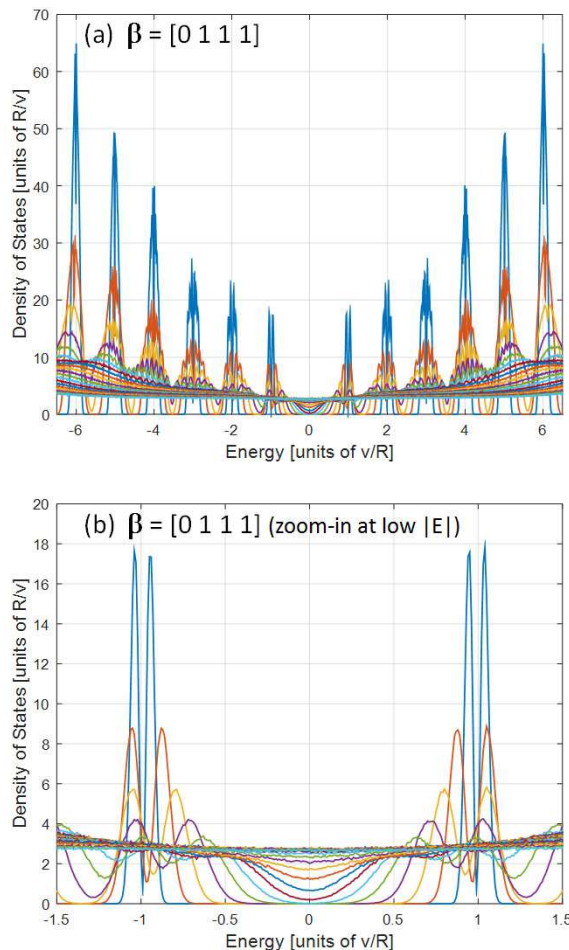 (a) β = [0 1 1 1]
Density of States [units of R/v]
70
60
50
40
30
20
10
0
-6 -4 -2 0 2 4 6
Energy [units of v/R]
(b) β = [0 1 1 1] (zoom-in at low |E|)
Density of States [units of R/v]
20
18
16
14
12
10
8
6
4
2
0
-1.5 -1 -0.5 0 0.5 1 1.5
Energy [units of v/R]